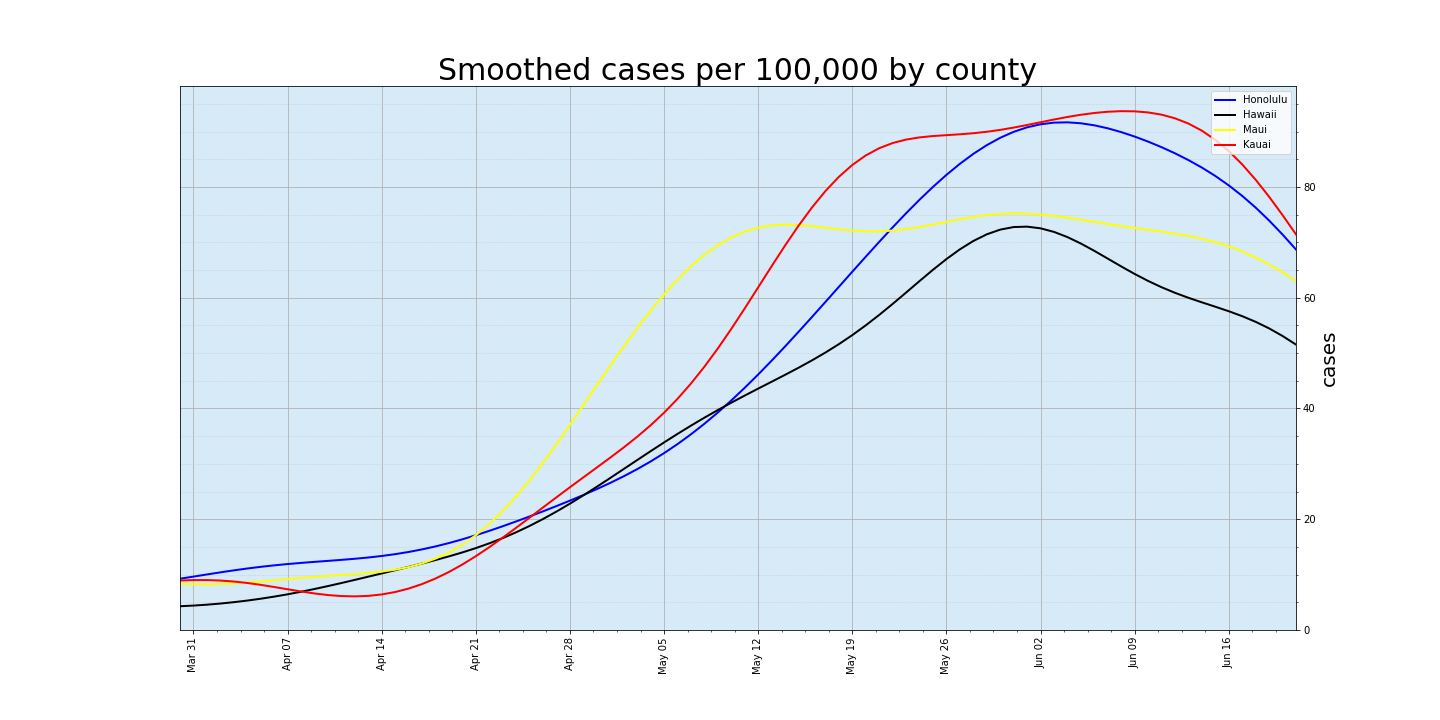 Smoothed cases per 100,000 by county
Honolulu
Hawaii
Maui
Kauai
80
60
40
20
0
cases
Mar 31
Apr 07
Apr 14
Apr 21
Apr 28
May 05
May 12
May 19
May 26
Jun 02
Jun 09
Jun 16